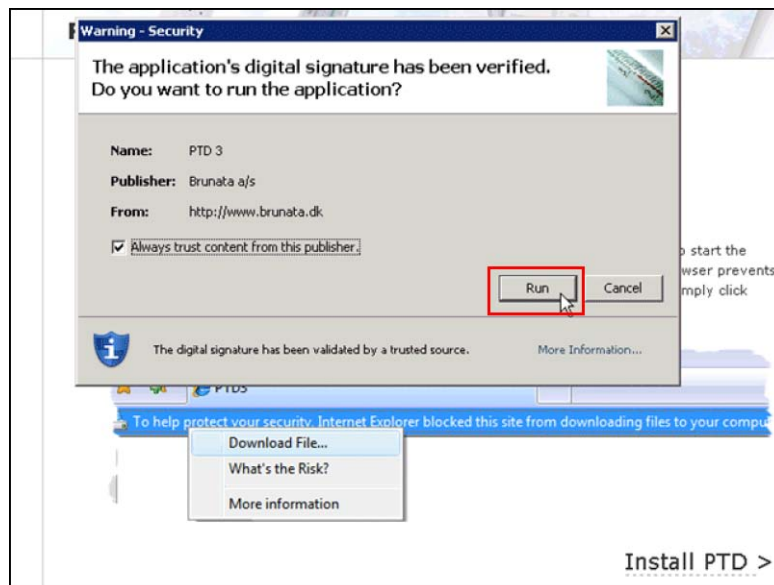 Warning - Security
The application's digital signature has been verified.
Do you want to run the application?
Name: PTD 3
Publisher: Brunata a/s
From: http://www.brunata.dk
Always trust content from this publisher.
start the
wser prevents
mply click
Run Cancel
The digital signature has been validated by a trusted source. More Information...
PTD3
To help protect your security, Internet Explorer blocked this site from downloading files to your compu
Download File...
What's the Risk?
More information
Install PTD >